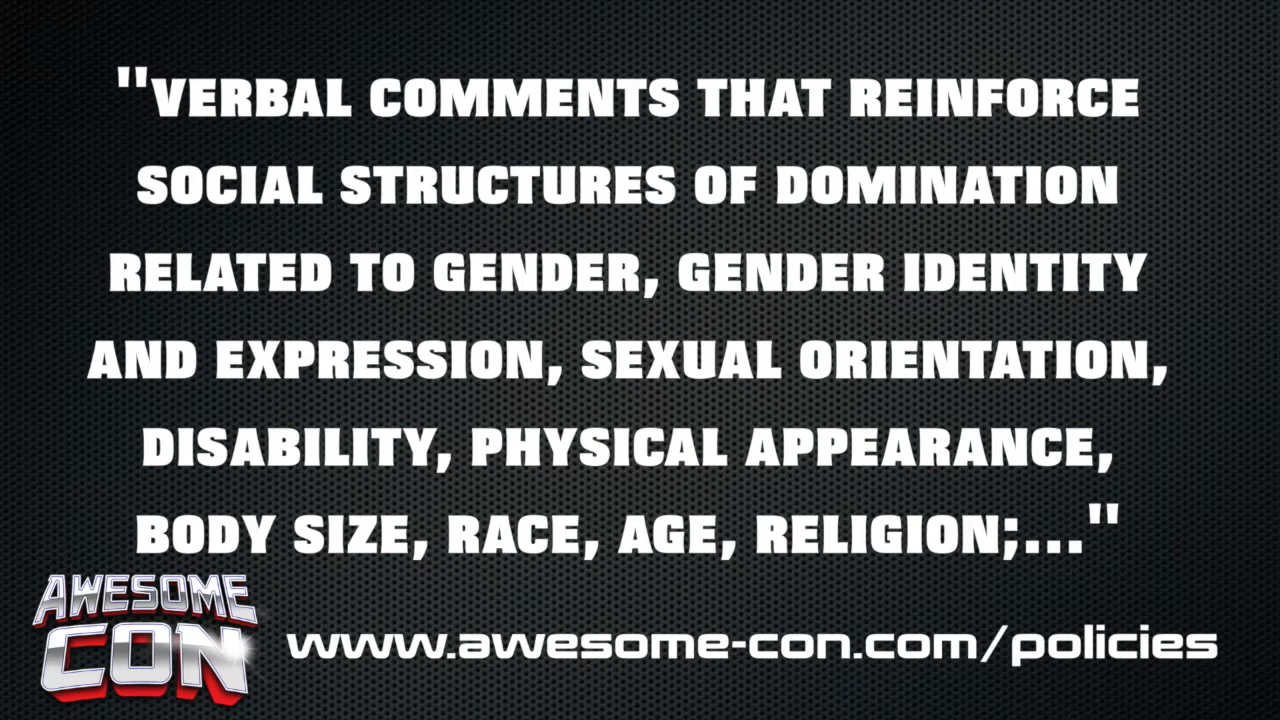 "VERBAL COMMENTS THAT REINFORCE
SOCIAL STRUCTURES OF DOMINATION
RELATED TO GENDER, GENDER IDENTITY
AND EXPRESSION, SEXUAL ORIENTATION,
DISABILITY, PHYSICAL APPEARANCE,
BODY SIZE, RACE, AGE, RELIGION;..."
AWESOME
CON
www.awesome-con.com/policies